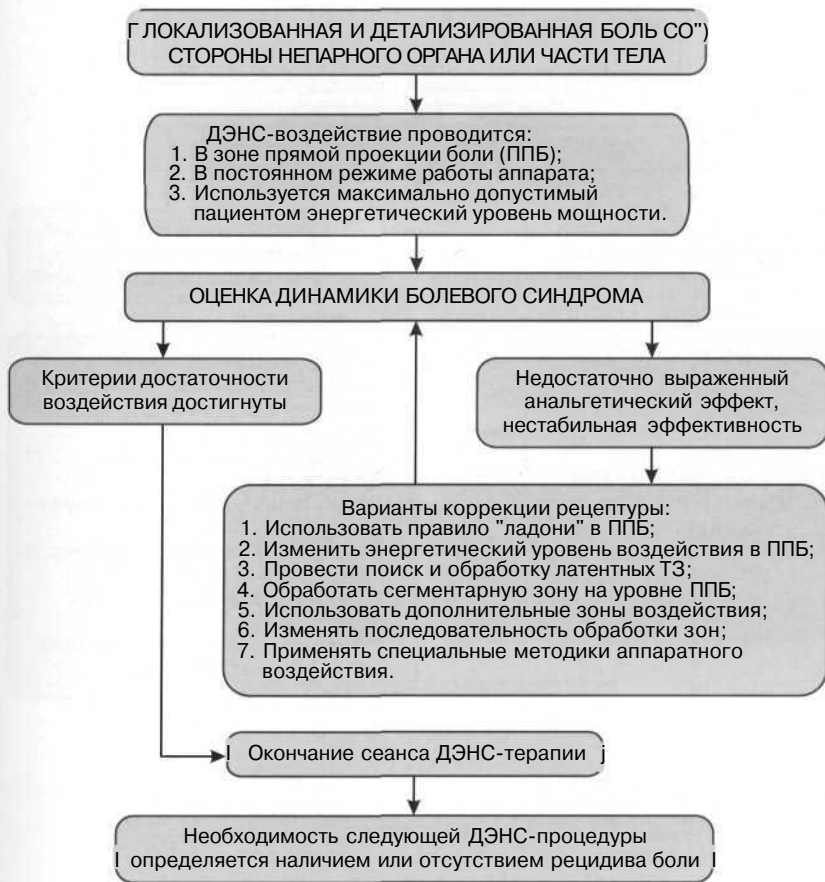 Г ЛОКАЛИЗОВАННАЯ И ДЕТАЛИЗИРОВАННАЯ БОЛЬ СО")
СТОРОНЫ НЕПАРНОГО ОРГАНА ИЛИ ЧАСТИ ТЕЛА
ДЭНС-воздействие проводится:
1. В зоне прямой проекции боли (ППБ);
2. В постоянном режиме работы аппарата;
3. Используется максимально допустимый
пациентом энергетический уровень мощности.
ОЦЕНКА ДИНАМИКИ БОЛЕВОГО СИНДРОМА
Критерии достаточности
воздействия достигнуты
Недостаточно выраженный
анальгетический эффект,
нестабильная эффективность
Варианты коррекции рецептуры:
1. Использовать правило "ладони" в ППБ;
2. Изменить энергетический уровень воздействия в ППБ;
3. Провести поиск и обработку латентных ТЗ;
4. Обработать сегментарную зону на уровне ППБ;
5. Использовать дополнительные зоны воздействия;
6. Изменять последовательность обработки зон;
7. Применять специальные методики аппаратного
воздействия.
l Окончание сеанса ДЭНС-терапии j
Необходимость следующей ДЭНС-процедуры
l определяется наличием или отсутствием рецидива боли l